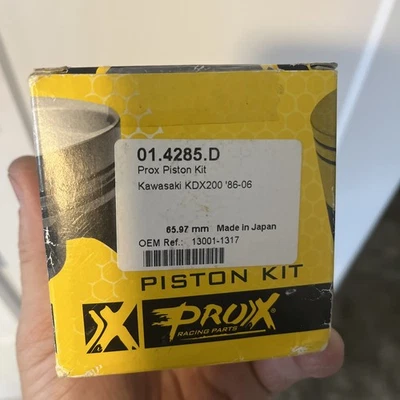 01.4285.D
Prox Piston Kit
Kawasaki KDX200 '86-06
65.97 mm Made in Japan
OEM Ref.: 13001-1317
PISTON KIT
PROX
RACING PARTS